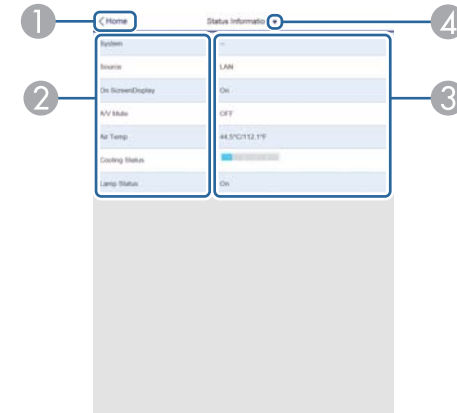 1
< Home
Status Informatio ▼
4
2
3
System
--
Source
LAN
On ScreenDisplay
On
A/V Mute
OFF
Air Temp
44.5°C/112.1°F
Cooling Status
Lamp Status
On